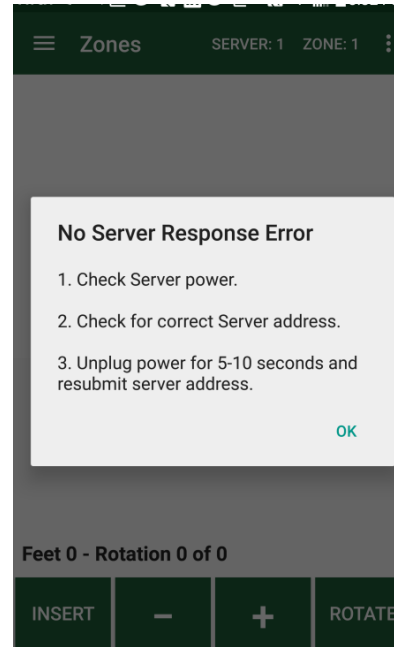 Zones SERVER: 1 ZONE: 1
No Server Response Error
1. Check Server power.
2. Check for correct Server address.
3. Unplug power for 5-10 seconds and
resubmit server address.
OK
Feet 0 - Rotation 0 of 0
INSERT − + ROTATE